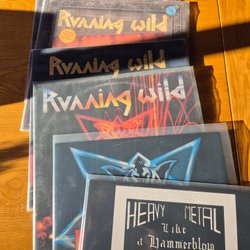 Running Wild
Running Wild
Running Wild
HEAVY METAL
Like
a Hammerblow